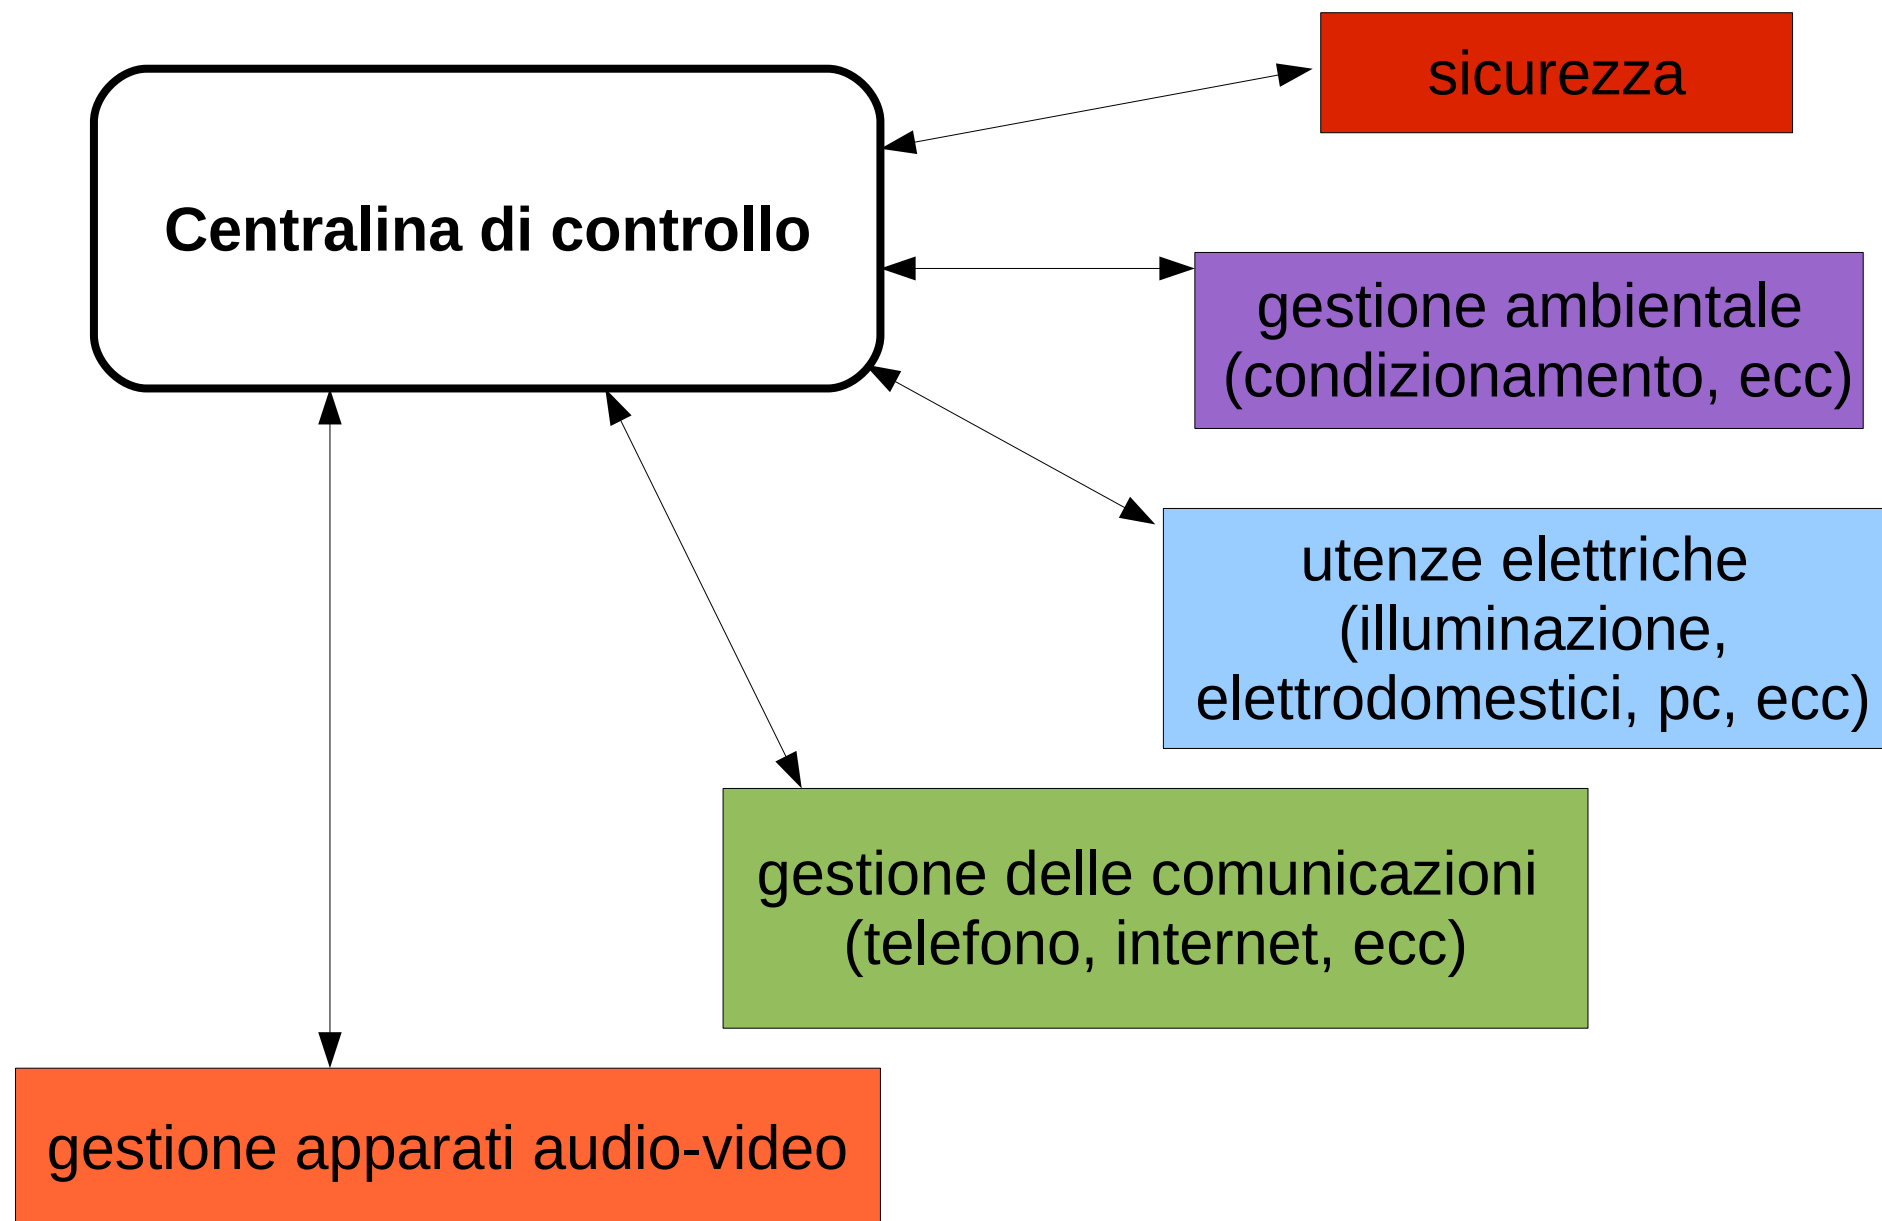 sicurezza
Centralina di controllo
gestione ambientale
(condizionamento, ecc)
utenze elettriche
(illuminazione,
elettrodomestici, pc, ecc)
gestione delle comunicazioni
(telefono, internet, ecc)
gestione apparati audio-video